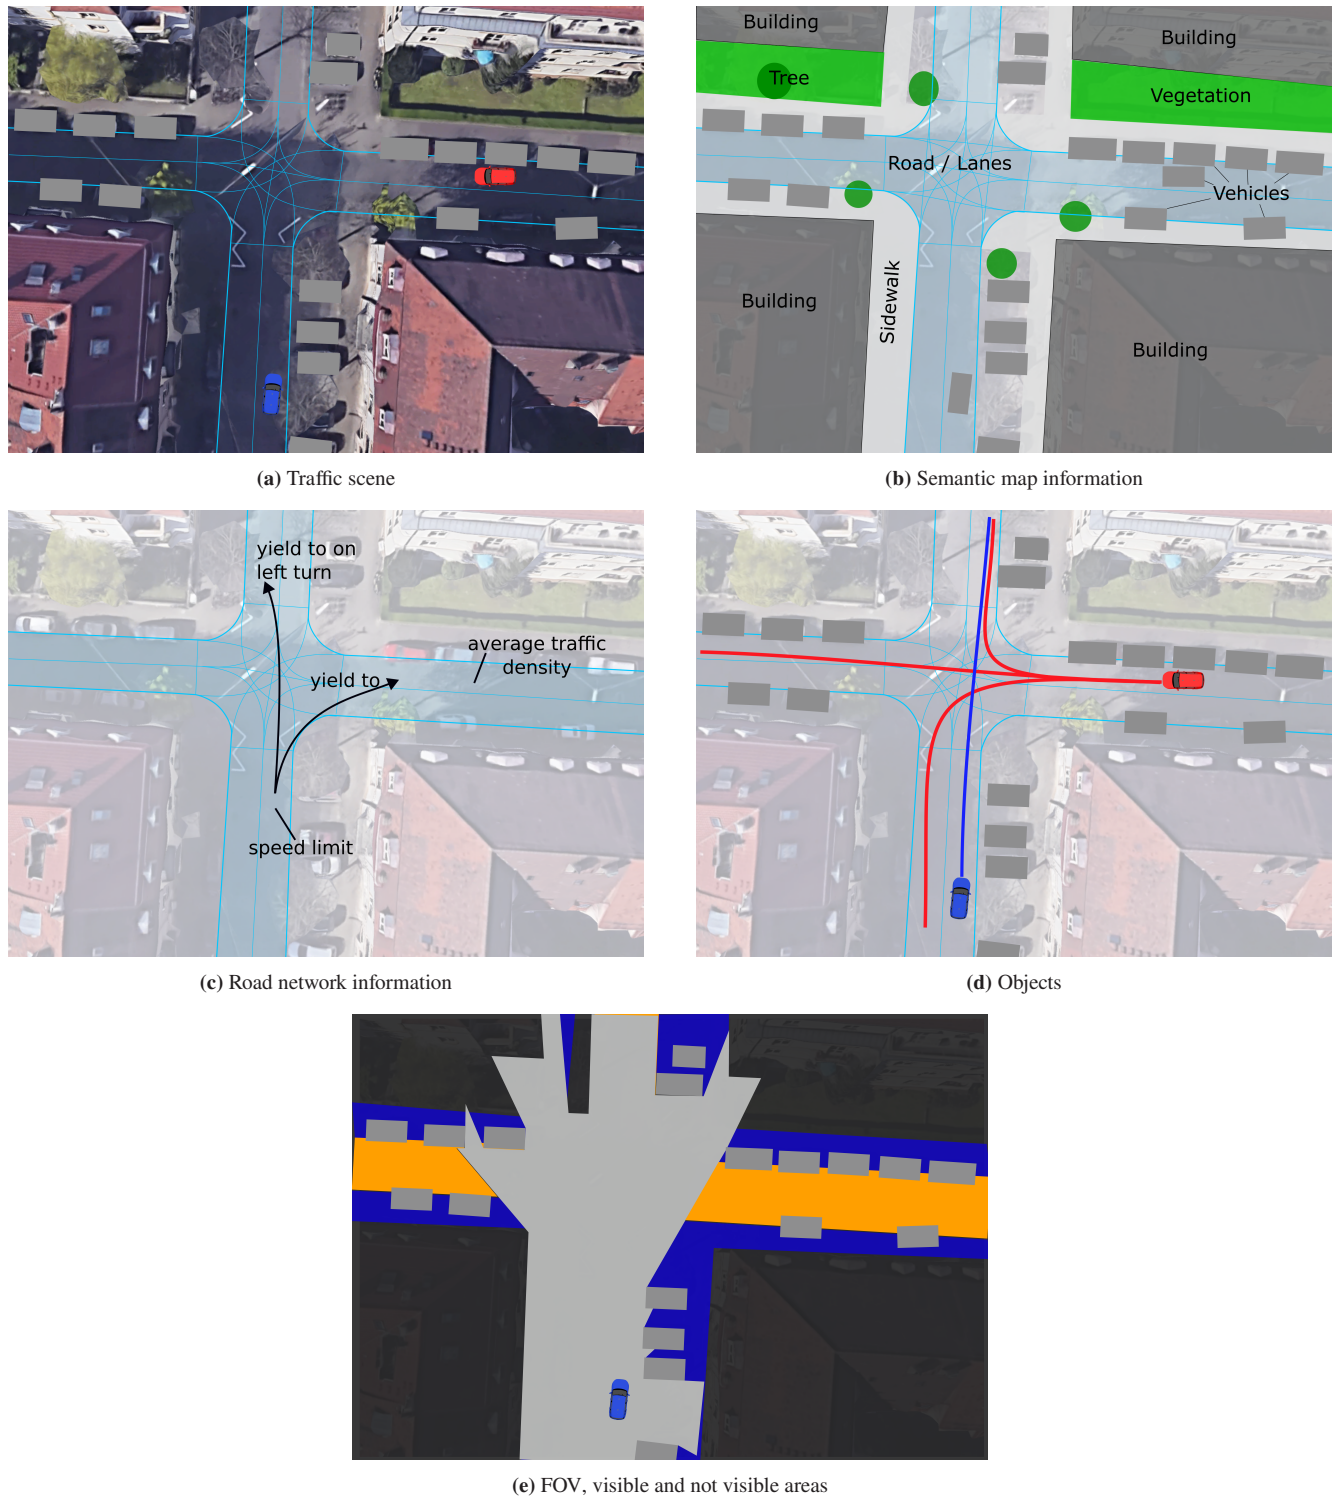 (a) Traffic scene
Building
Building
Tree
Vegetation
Road / Lanes
Vehicles
Sidewalk
Building
Building
(b) Semantic map information
yield to on
left turn
average traffic
density
yield to
speed limit
(c) Road network information
(d) Objects
(e) FOV, visible and not visible areas